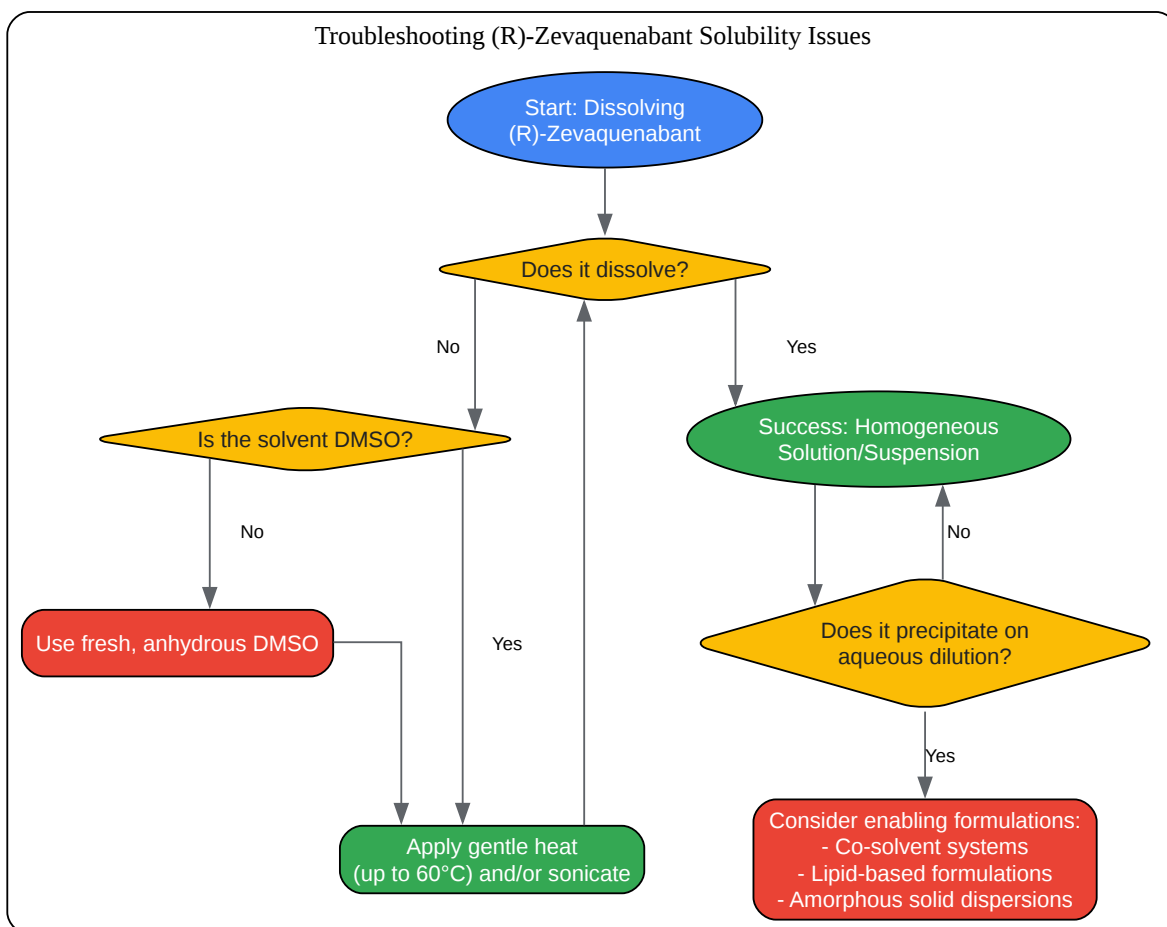 Troubleshooting (R)-Zevaquenabant Solubility Issues
Start: Dissolving
(R)-Zevaquenabant
Does it dissolve?
No
Yes
Is the solvent DMSO?
Success: Homogeneous
Solution/Suspension
No
No
Use fresh, anhydrous DMSO
Yes
Does it precipitate on
aqueous dilution?
Yes
Apply gentle heat
(up to 60°C) and/or sonicate
Consider enabling formulations:
- Co-solvent systems
- Lipid-based formulations
- Amorphous solid dispersions